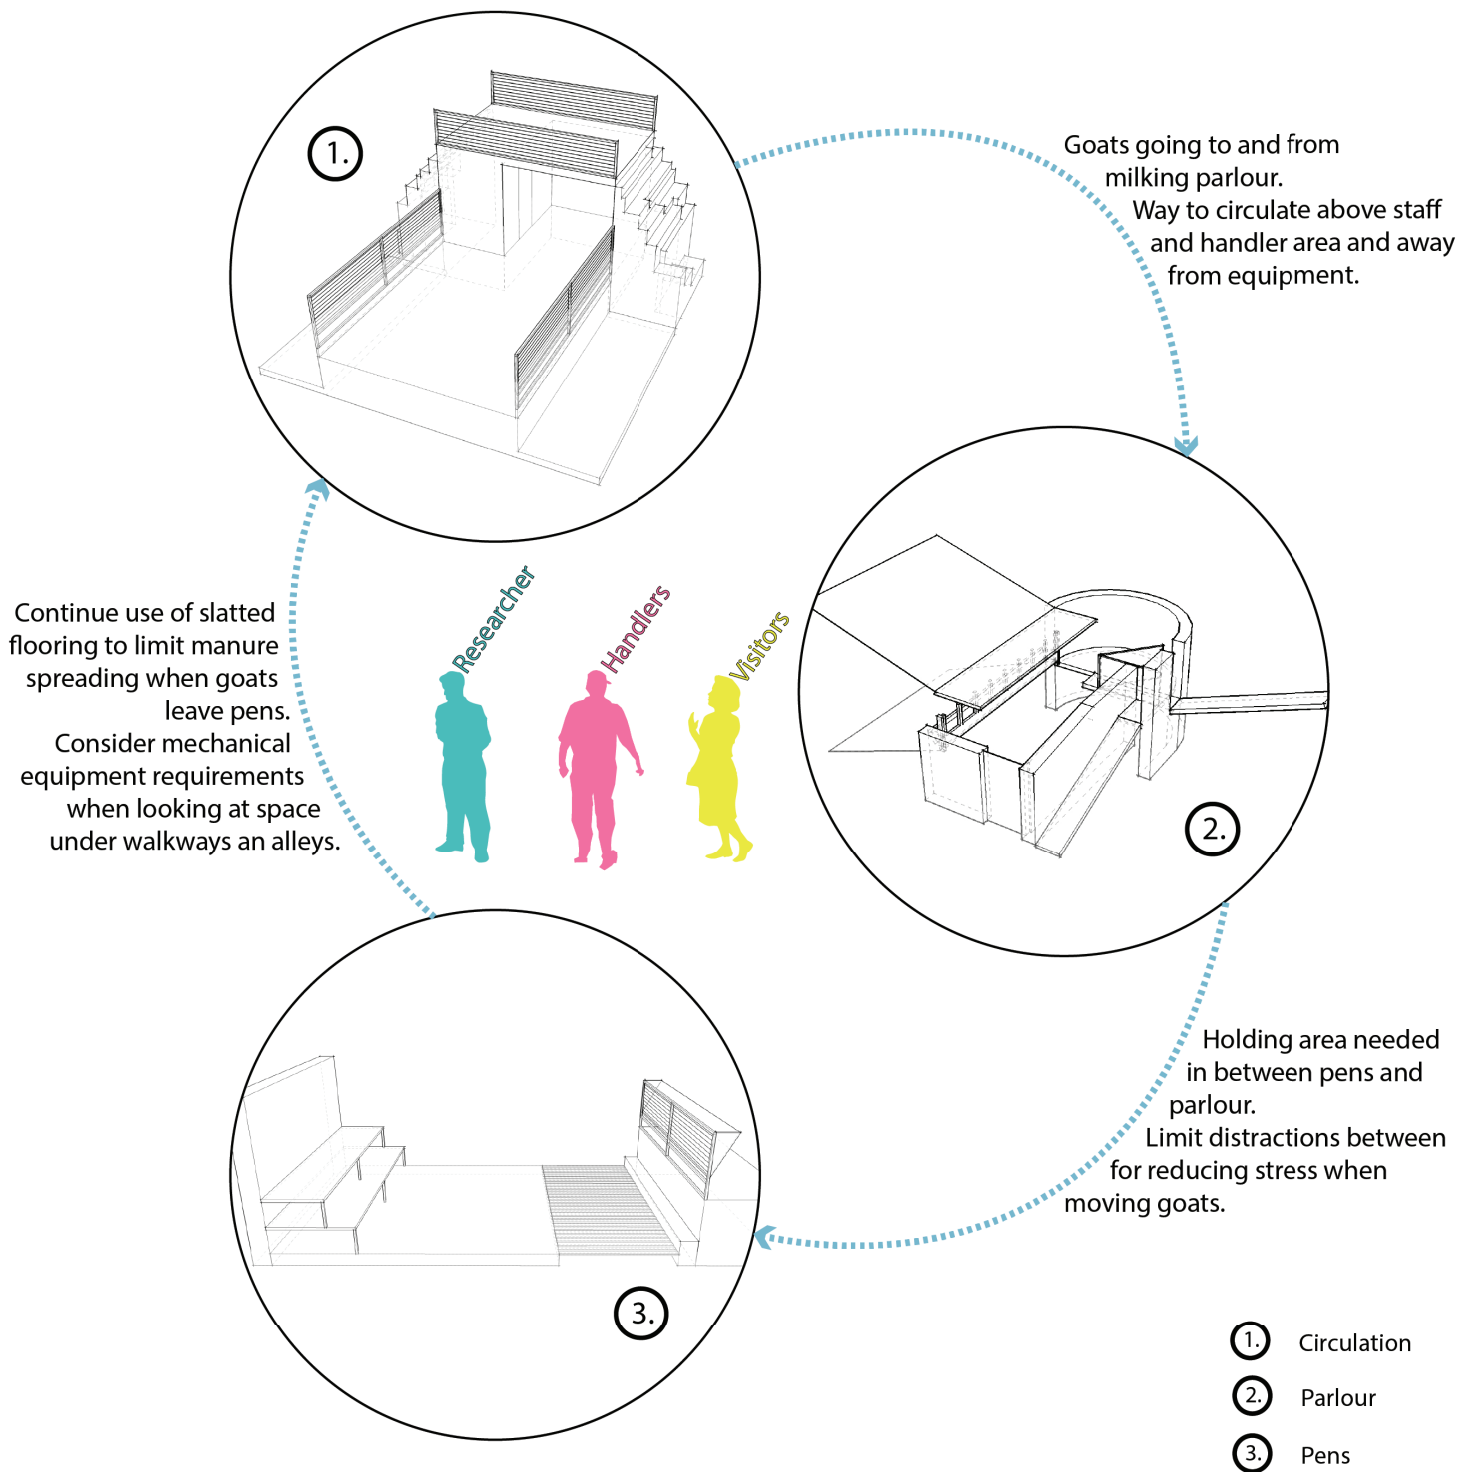 1.
Goats going to and from
milking parlour.
Way to circulate above staff
and handler area and away
from equipment.
Researcher
Handlers
Visitors
Continue use of slatted
flooring to limit manure
spreading when goats
leave pens.
Consider mechanical
equipment requirements
when looking at space
under walkways an alleys.
2.
Holding area needed
in between pens and
parlour.
Limit distractions between
for reducing stress when
moving goats.
3.
1. Circulation
2. Parlour
3. Pens